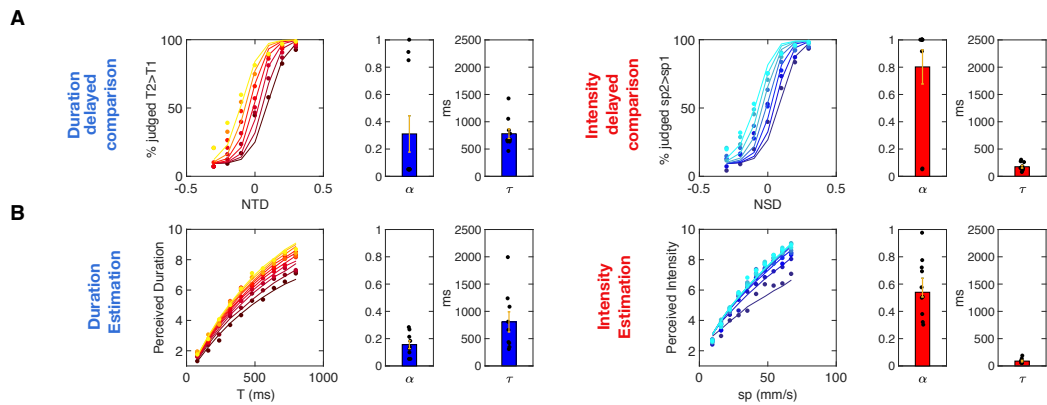 A
Duration
delayed
comparison
% judged T2>T1
100
50
0
-0.5
0
0.5
NTD
1
0.8
0.6
0.4
0.2
0
α
ms
2500
2000
1500
1000
500
0
τ
Intensity
delayed
comparison
% judged sp2>sp1
100
50
0
-0.5
0
0.5
NSD
1
0.8
0.6
0.4
0.2
0
α
ms
2500
2000
1500
1000
500
0
τ
B
Duration
Estimation
Perceived Duration
10
8
6
4
2
0
500
1000
T (ms)
1
0.8
0.6
0.4
0.2
0
α
ms
2500
2000
1500
1000
500
0
τ
Intensity
Estimation
Perceived Intensity
10
8
6
4
2
0
50
100
sp (mm/s)
1
0.8
0.6
0.4
0.2
0
α
ms
2500
2000
1500
1000
500
0
τ